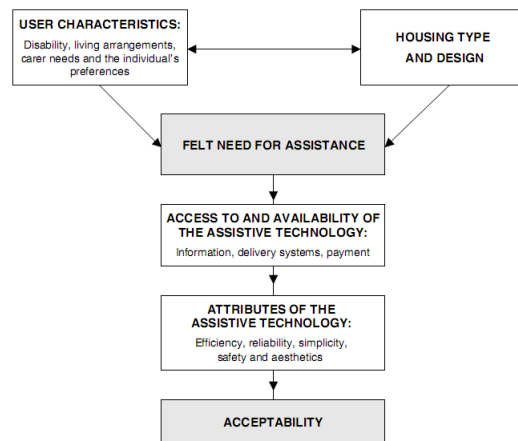 USER CHARACTERISTICS:
Disability, living arrangements,
carer needs and the individual's
preferences
HOUSING TYPE
AND DESIGN
FELT NEED FOR ASSISTANCE
ACCESS TO AND AVAILABILITY OF
THE ASSISTIVE TECHNOLOGY:
Information, delivery systems, payment
ATTRIBUTES OF THE
ASSISTIVE TECHNOLOGY:
Efficiency, reliability, simplicity,
safety and aesthetics
ACCEPTABILITY